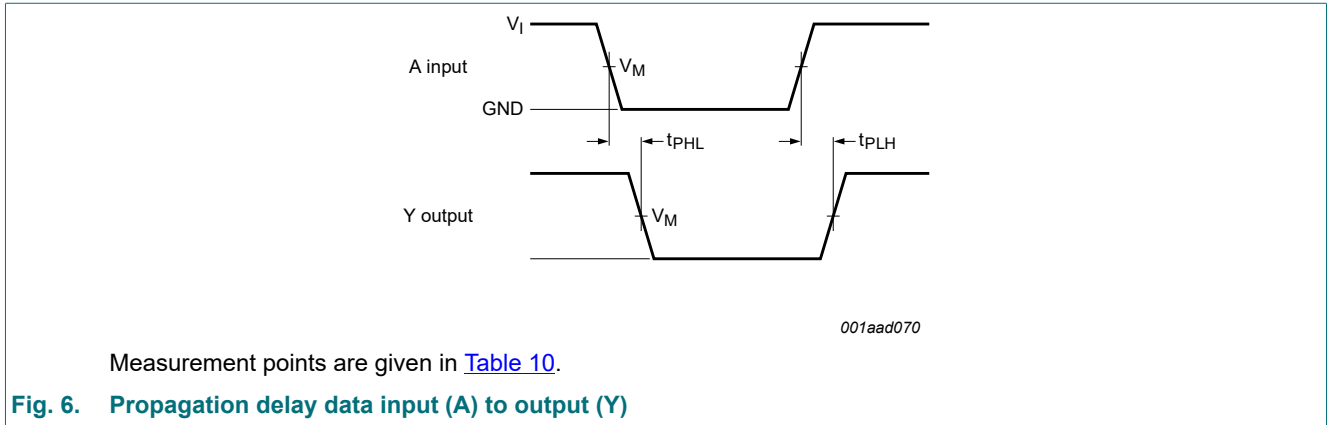 V_I
A input
V_M
GND
t_PHL
t_PLH
Y output
V_M
001aad070
Measurement points are given in Table 10.
Fig. 6. Propagation delay data input (A) to output (Y)